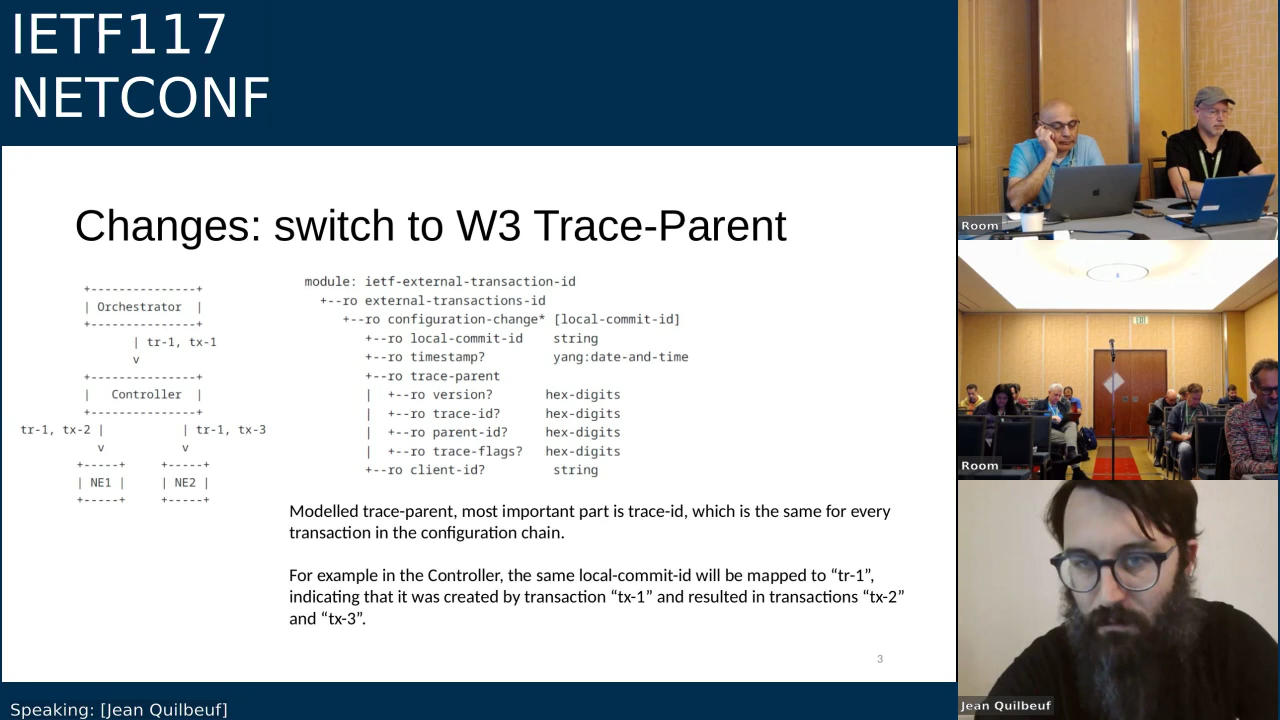 IETF117
NETCONF
Changes: switch to W3 Trace-Parent
+---------------+
| Orchestrator  |
+---------------+
| tr-1, tx-1
v
+---------------+
|   Controller  |
+---------------+
tr-1, tx-2 |           | tr-1, tx-3
v           v
+-----+     +-----+
| NE1 |     | NE2 |
+-----+     +-----+
module: ietf-external-transaction-id
+--ro external-transactions-id
+--ro configuration-change* [local-commit-id]
+--ro local-commit-id    string
+--ro timestamp?         yang:date-and-time
+--ro trace-parent
|  +--ro version?       hex-digits
|  +--ro trace-id?      hex-digits
|  +--ro parent-id?     hex-digits
|  +--ro trace-flags?   hex-digits
+--ro client-id?         string
Modelled trace-parent, most important part is trace-id, which is the same for every
transaction in the configuration chain.
For example in the Controller, the same local-commit-id will be mapped to “tr-1”,
indicating that it was created by transaction “tx-1” and resulted in transactions “tx-2”
and “tx-3”.
3
Speaking: [Jean Quilbeuf]
Room
EXIT
Room
Jean Quilbeuf